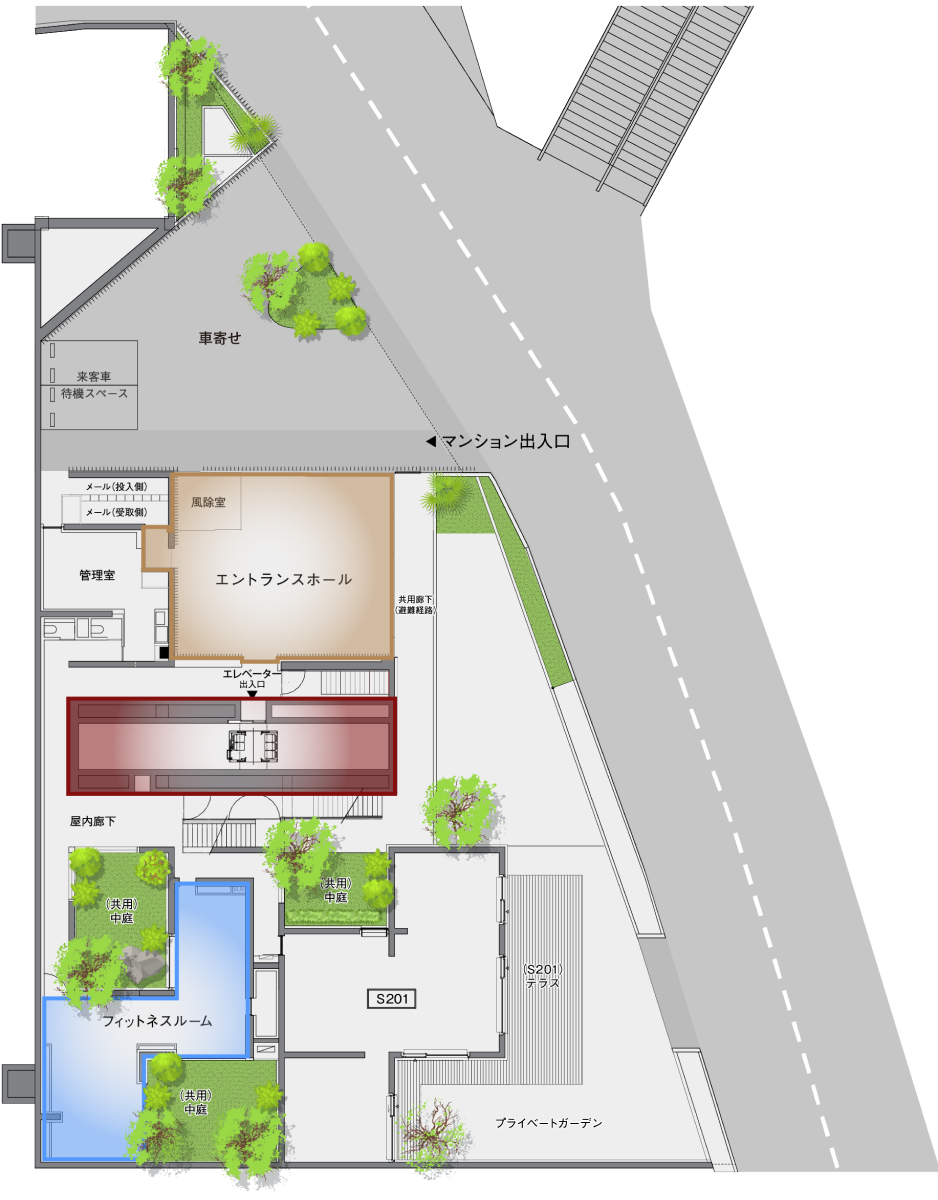 車寄せ
来客車
待機スペース
◀マンション出入口
メール(投入側)
メール(受取側)
風除室
管理室
エントランスホール
共用廊下
(避難経路)
エレベーター
出入口
屋内廊下
(共用)
中庭
(共用)
中庭
(S201)
テラス
S201
フィットネスルーム
(共用)
中庭
プライベートガーデン